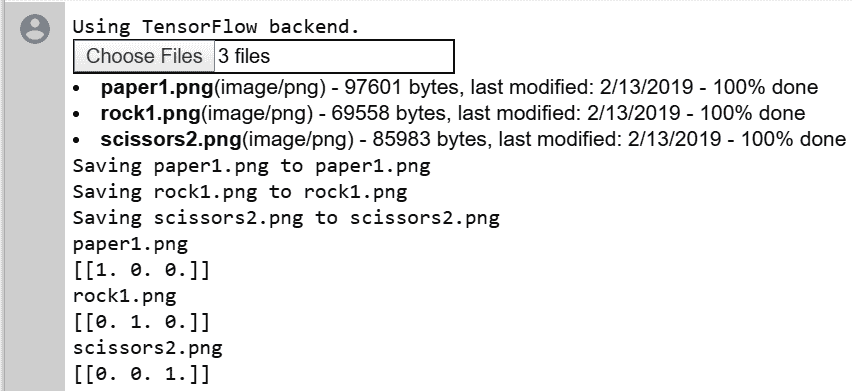 Using TensorFlow backend.
Choose Files 3 files
• paper1.png(image/png) - 97601 bytes, last modified: 2/13/2019 - 100% done
• rock1.png(image/png) - 69558 bytes, last modified: 2/13/2019 - 100% done
• scissors2.png(image/png) - 85983 bytes, last modified: 2/13/2019 - 100% done
Saving paper1.png to paper1.png
Saving rock1.png to rock1.png
Saving scissors2.png to scissors2.png
paper1.png
[[1. 0. 0.]]
rock1.png
[[0. 1. 0.]]
scissors2.png
[[0. 0. 1.]]